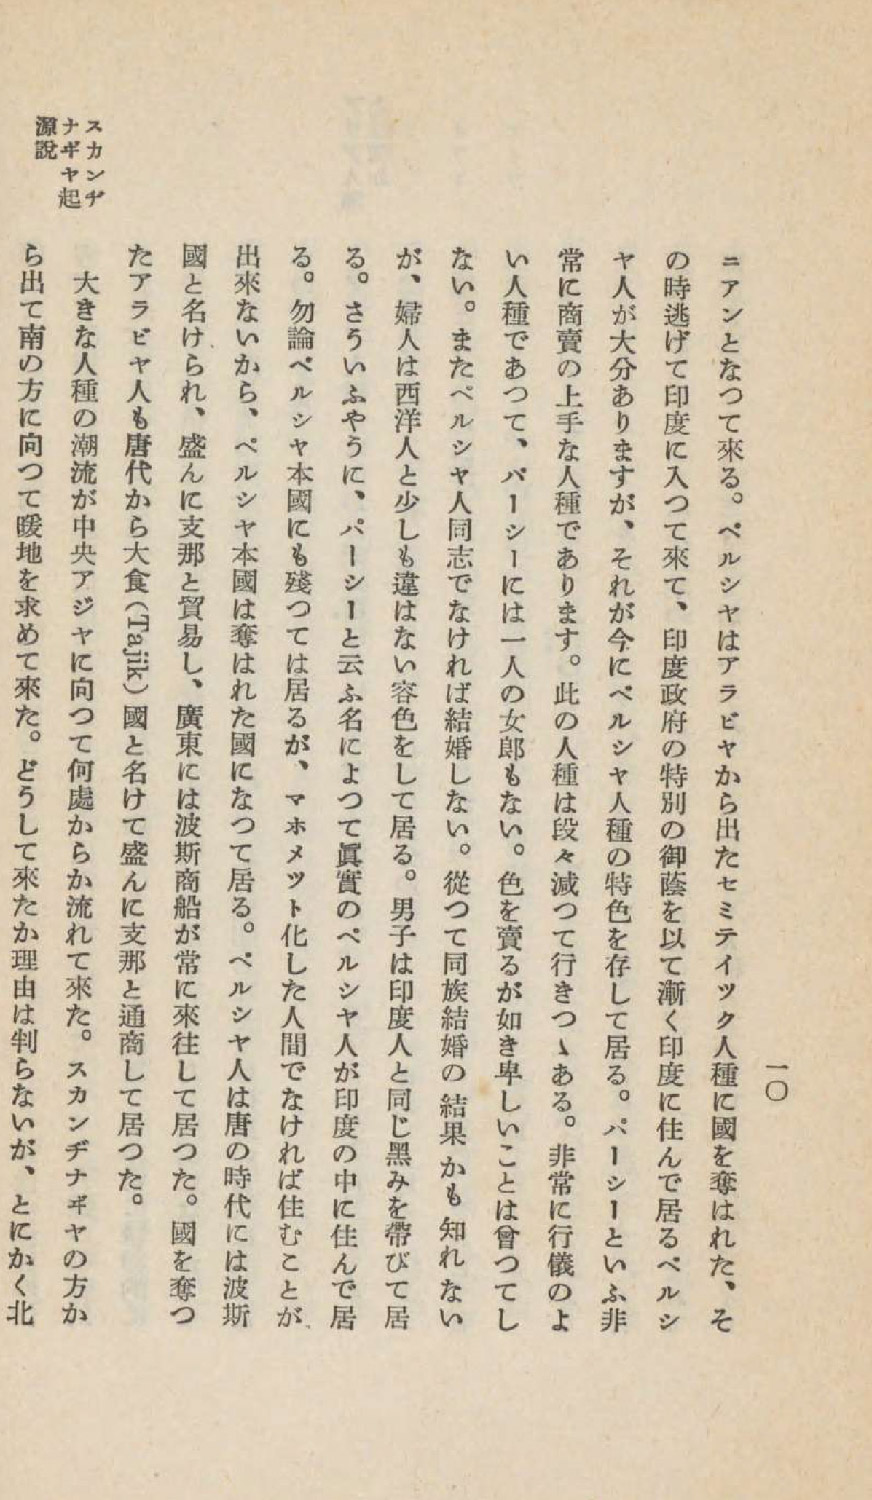 一〇
ニアンとなつて來る。ペルシヤはアラビヤから出たセミテイツク人種に國を奪はれた、そ
の時逃げて印度に入つて來て、印度政府の特別の御蔭を以て漸く印度に住んで居るペルシ
ヤ人が大分ありますが、それが今にペルシヤ人種の特色を存して居る。パーシーといふ非
常に商賣の上手な人種であります。此の人種は段々減つて行きつゝある。非常に行儀のよ
い人種であつて、パーシーには一人の女郎もない。色を賣るが如き卑しいことは曾つてし
ない。またペルシヤ人同志でなければ結婚しない。從つて同族結婚の結果かも知れない
が、婦人は西洋人と少しも違はない容色をして居る。男子は印度人と同じ黑みを帶びて居
る。さういふやうに、パーシーと云ふ名によつて眞實のペルシヤ人が印度の中に住んで居
る。勿論ペルシヤ本國にも殘つては居るが、マホメツト化した人間でなければ住むことが
出來ないから、ペルシヤ本國は奪はれた國になつて居る。ペルシヤ人は唐の時代には波斯
國と名けられ、盛んに支那と貿易し、廣東には波斯商船が常に來往して居つた。國を奪つ
たアラビヤ人も唐代から大食(Tajik)國と名けて盛んに支那と通商して居つた。
スカンヂ
ナギヤ起
源說
大きな人種の潮流が中央アジヤに向つて何處からか流れて來た。スカンヂナギヤの方か
ら出て南の方に向つて暖地を求めて來た。どうして來たか理由は判らないが、とにかく北